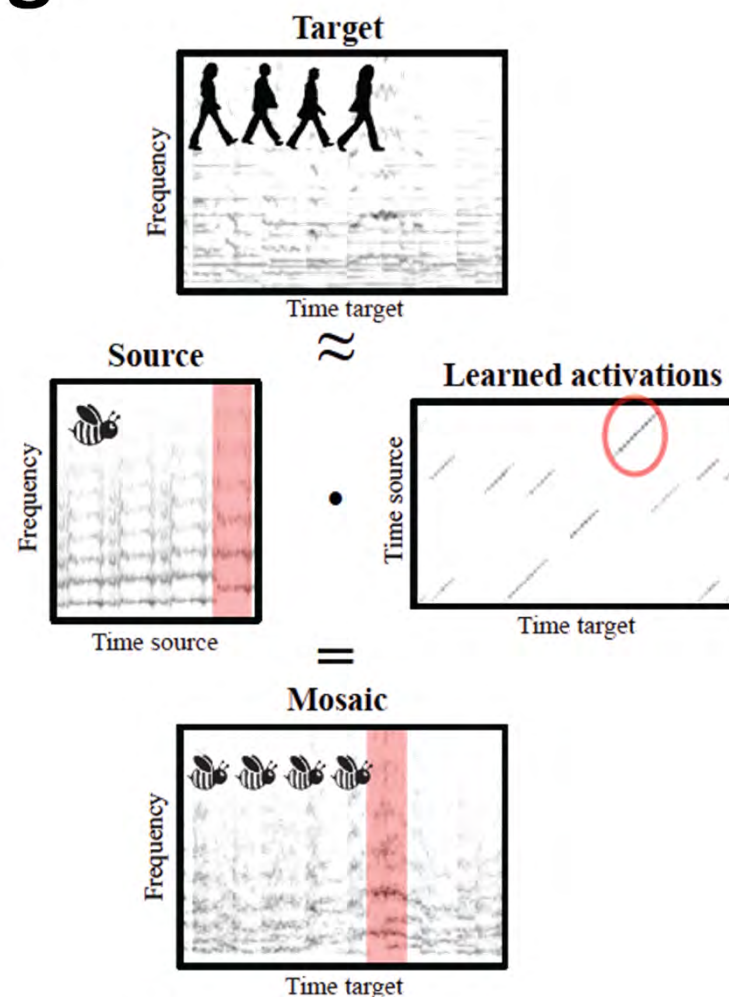 g
Target
Frequency
Time target
≈
Source
Learned activations
Frequency
Time source
·
Time source
Time target
=
Mosaic
Frequency
Time target